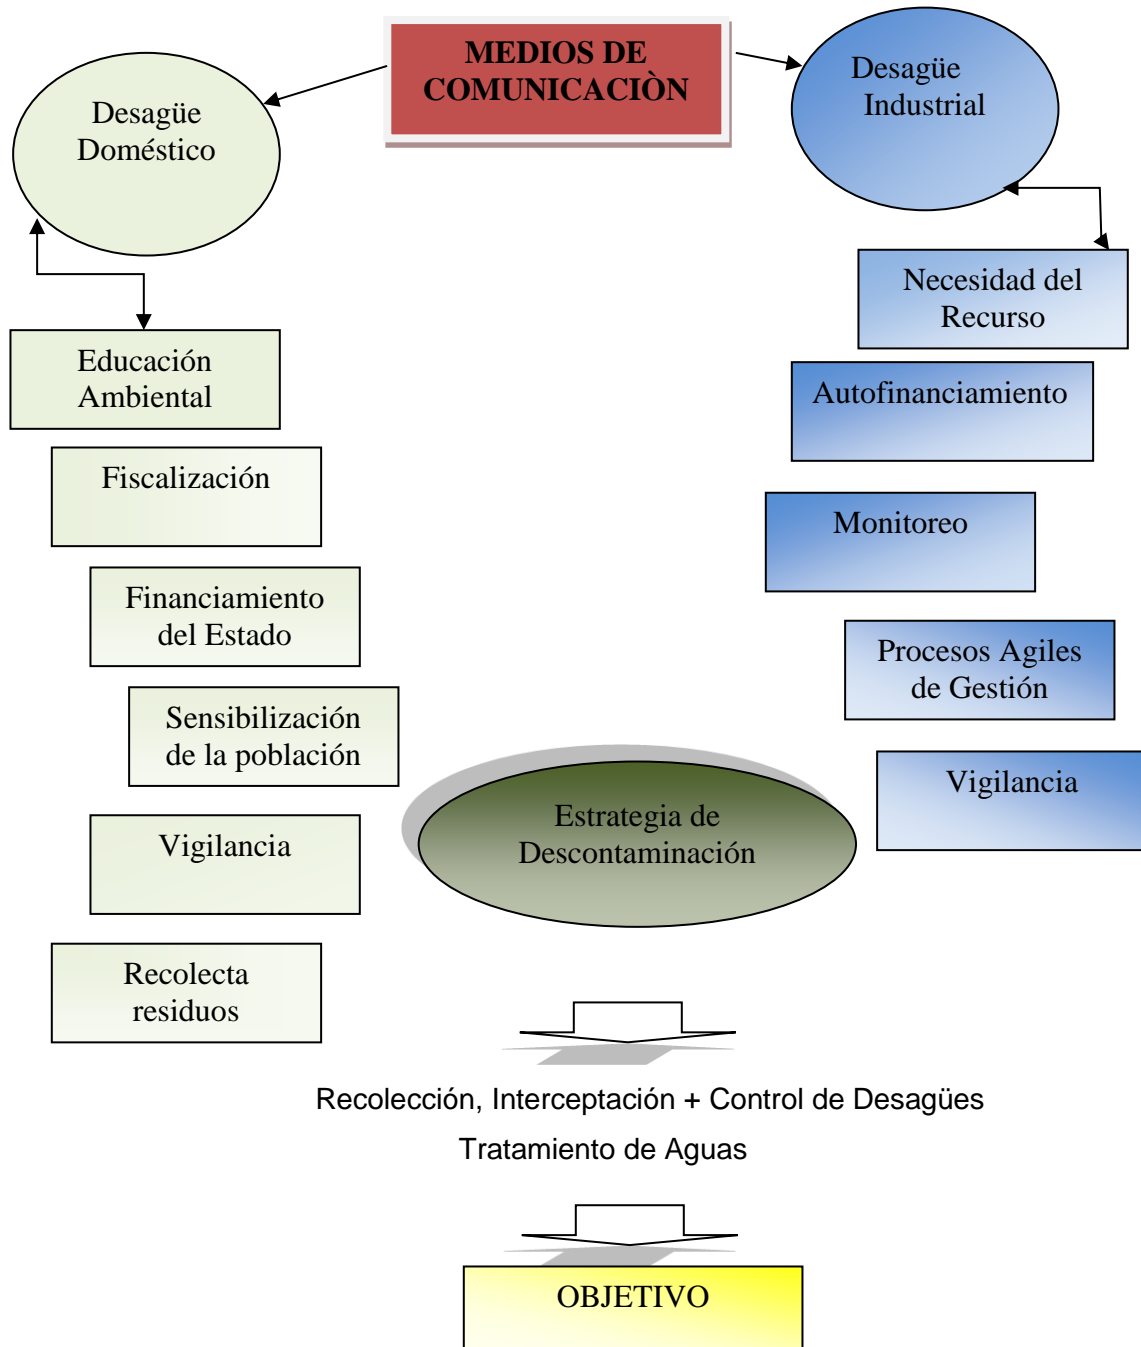 MEDIOS DE
COMUNICACIÒN
Desagüe
Doméstico
Desagüe
Industrial
Educación
Ambiental
Fiscalización
Financiamiento
del Estado
Sensibilización
de la población
Vigilancia
Recolecta
residuos
Necesidad del
Recurso
Autofinanciamiento
Monitoreo
Procesos Agiles
de Gestión
Vigilancia
Estrategia de
Descontaminación
Recolección, Interceptación + Control de Desagües
Tratamiento de Aguas
OBJETIVO